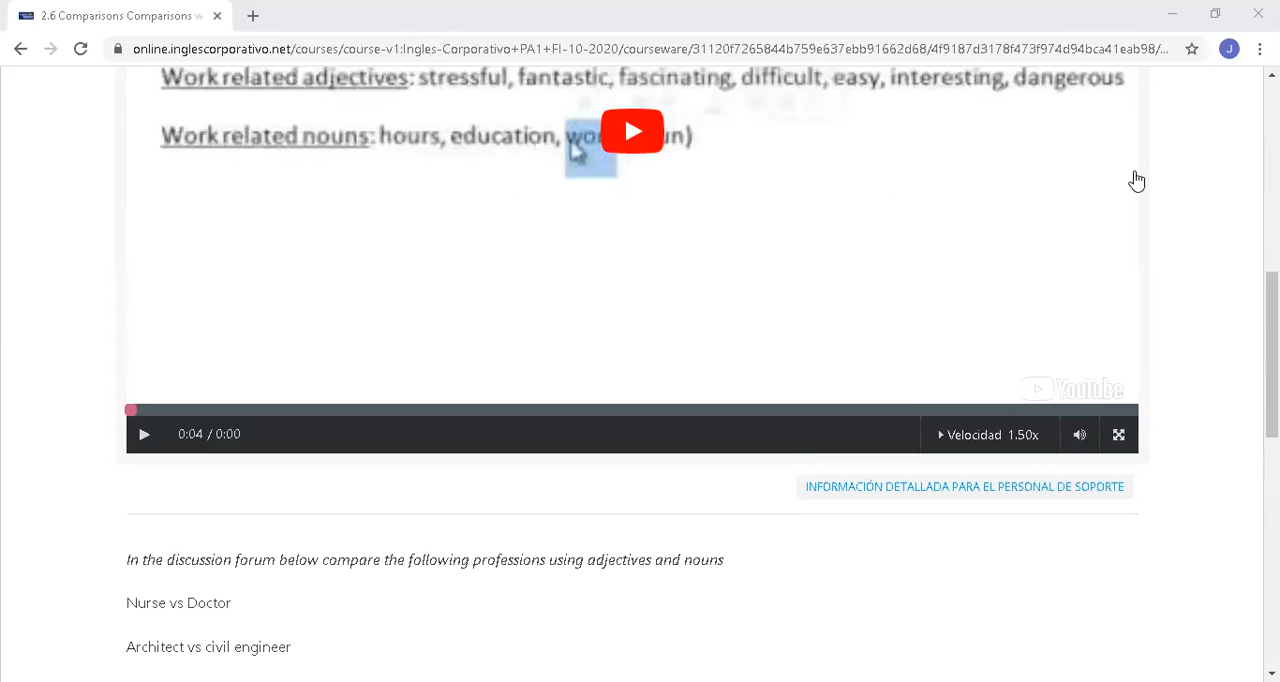 2.6 Comparisons Comparisons
online.inglescorporativo.net/courses/course-v1:Ingles-Corporativo+PA1+FI-10-2020/courseware/31120f7265844b759e637ebb91662d68/4f9187d3178f473f974d94bca41eab98/...
J
Work related adjectives: stressful, fantastic, fascinating, difficult, easy, interesting, dangerous
Work related nouns: hours, education,
YouTube
0:04 / 0:00
Velocidad 1.50x
INFORMACIÓN DETALLADA PARA EL PERSONAL DE SOPORTE
In the discussion forum below compare the following professions using adjectives and nouns
Nurse vs Doctor
Architect vs civil engineer